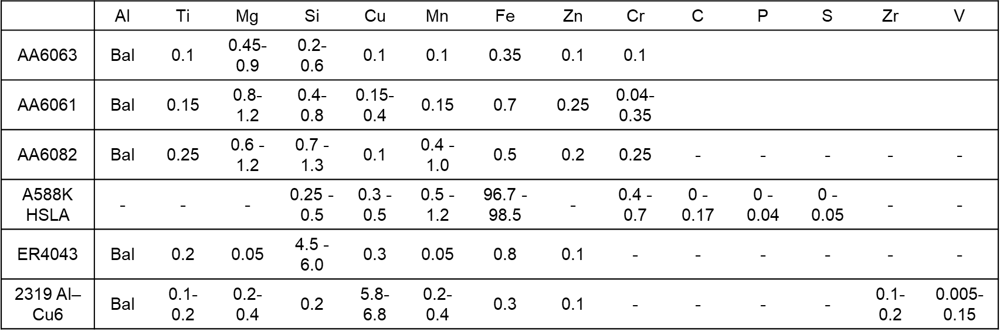 Al Ti Mg Si Cu Mn Fe Zn Cr C P S Zr V
AA6063 Bal 0.1 0.45-0.9 0.2-0.6 0.1 0.1 0.35 0.1 0.1
AA6061 Bal 0.15 0.8-1.2 0.4-0.8 0.15-0.4 0.15 0.7 0.25 0.04-0.35
AA6082 Bal 0.25 0.6 - 1.2 0.7 - 1.3 0.1 0.4 - 1.0 0.5 0.2 0.25 - - - - -
A588K HSLA - - - 0.25 - 0.5 0.3 - 0.5 0.5 - 1.2 96.7 - 98.5 - 0.4 - 0.7 0 - 0.17 0 - 0.04 0 - 0.05 - -
ER4043 Bal 0.2 0.05 4.5 - 6.0 0.3 0.05 0.8 0.1 - - - - - -
2319 Al–Cu6 Bal 0.1-0.2 0.2-0.4 0.2 5.8-6.8 0.2-0.4 0.3 0.1 - - - - 0.1-0.2 0.005-0.15